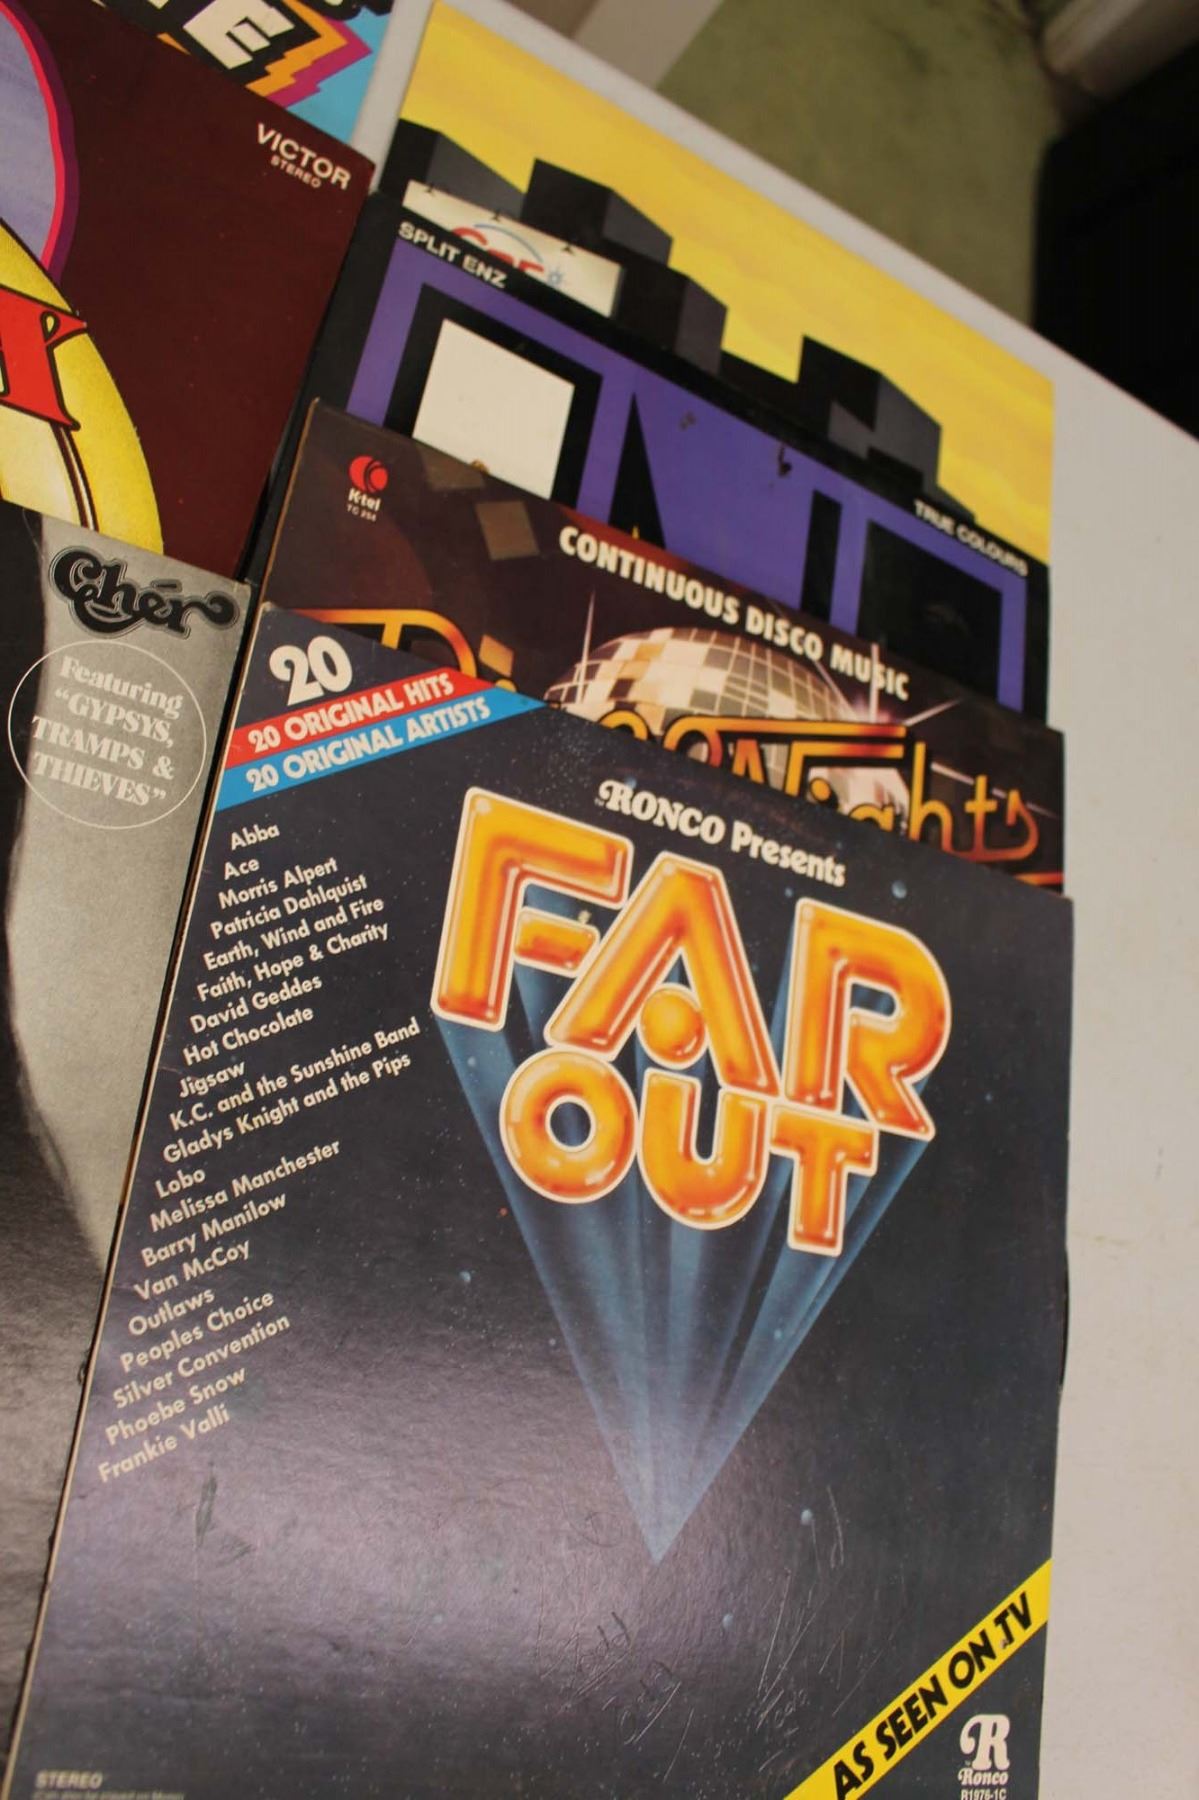 VICTOR
STEREO
SPLIT ENZ
TRUE COLOURS
K-tel
TC 254
CONTINUOUS DISCO MUSIC
Chér
Featuring
"GYPSYS,
TRAMPS &
THIEVES"
20
20 ORIGINAL HITS
20 ORIGINAL ARTISTS
RONCO Presents
FAR
OUT
Abba
Ace
Morris Alpert
Patricia Dahlquist
Earth, Wind and Fire
Faith, Hope & Charity
David Geddes
Hot Chocolate
Jigsaw
K.C. and the Sunshine Band
Gladys Knight and the Pips
Lobo
Melissa Manchester
Barry Manilow
Van McCoy
Outlaws
Peoples Choice
Silver Convention
Phoebe Snow
Frankie Valli
AS SEEN ON TV
R
Ronco
R1976-1C
STEREO